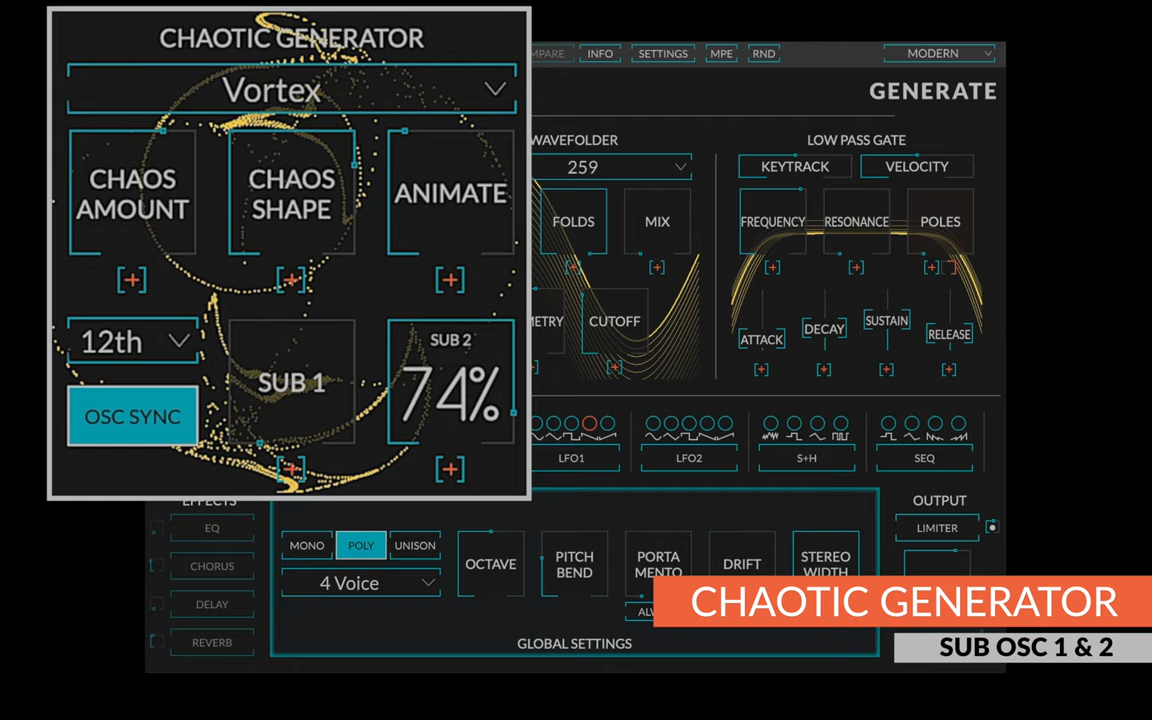 CHAOTIC GENERATOR
Vortex
CHAOS
AMOUNT
CHAOS
SHAPE
ANIMATE
[+] [+] [+]
12th
OSC SYNC
SUB 1
SUB 2
74%
[+] [+]
INFO
SETTINGS
MPE
RND
MODERN
GENERATE
WAVEFOLDER
259
FOLDS
MIX
CUTOFF
LOW PASS GATE
KEYTRACK
VELOCITY
FREQUENCY
RESONANCE
POLES
ATTACK
DECAY
SUSTAIN
RELEASE
LFO1
LFO2
S+H
SEQ
EFFECTS
EQ
CHORUS
DELAY
REVERB
MONO
POLY
UNISON
4 Voice
OCTAVE
PITCH
BEND
PORTA
MENTO
DRIFT
STEREO
WIDTH
GLOBAL SETTINGS
OUTPUT
LIMITER
CHAOTIC GENERATOR
SUB OSC 1 & 2